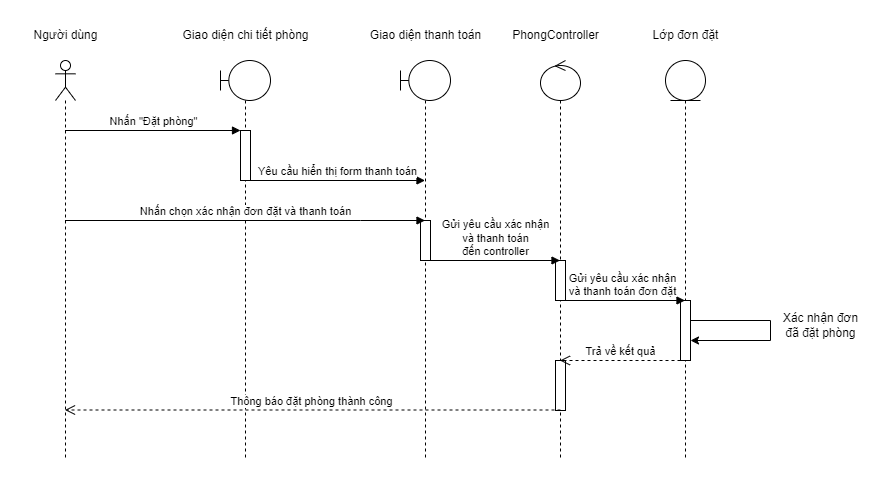 Người dùng
Giao diện chi tiết phòng
Giao diện thanh toán
PhongController
Lớp đơn đặt
Nhấn "Đặt phòng"
Yêu cầu hiển thị form thanh toán
Nhấn chọn xác nhận đơn đặt và thanh toán
Gửi yêu cầu xác nhận
và thanh toán
đến controller
Gửi yêu cầu xác nhận
và thanh toán đơn đặt
Xác nhận đơn
đã đặt phòng
Trả về kết quả
Thông báo đặt phòng thành công